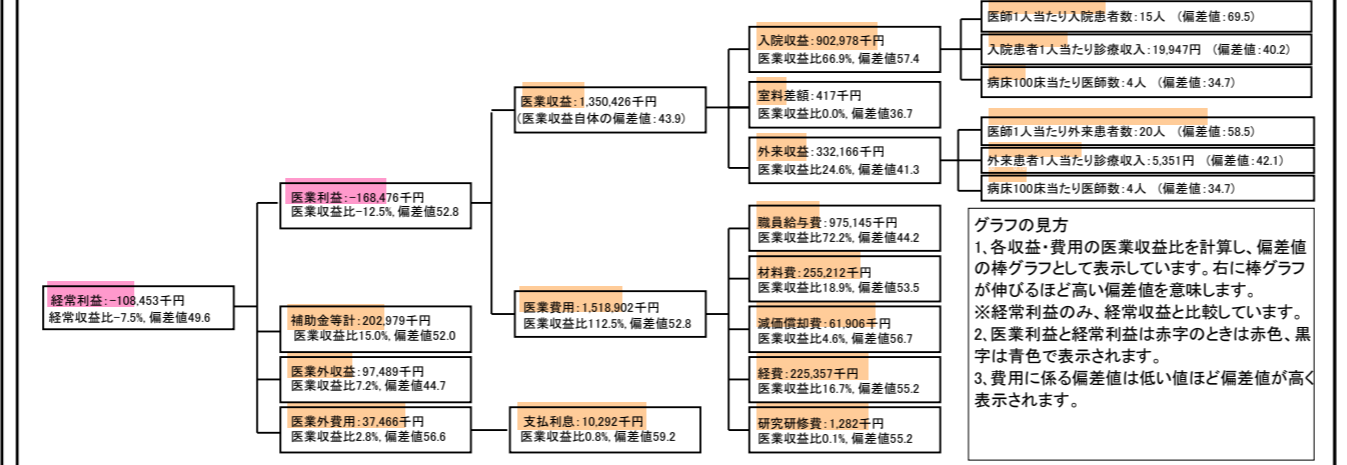 経常利益:-108,453千円
経常収益比-7.5%, 偏差値49.6
医業利益:-168,476千円
医業収益比-12.5%, 偏差値52.8
補助金等計:202,979千円
医業収益比15.0%, 偏差値52.0
医業外収益:97,489千円
医業収益比7.2%, 偏差値44.7
医業外費用:37,466千円
医業収益比2.8%, 偏差値56.6
医業収益:1,350,426千円
(医業収益自体の偏差値:43.9)
医業費用:1,518,902千円
医業収益比112.5%, 偏差値52.8
支払利息:10,292千円
医業収益比0.8%, 偏差値59.2
入院収益:902,978千円
医業収益比66.9%, 偏差値57.4
室料差額:417千円
医業収益比0.0%, 偏差値36.7
外来収益:332,166千円
医業収益比24.6%, 偏差値41.3
職員給与費:975,145千円
医業収益比72.2%, 偏差値44.2
材料費:255,212千円
医業収益比18.9%, 偏差値53.5
減価償却費:61,906千円
医業収益比4.6%, 偏差値56.7
経費:225,357千円
医業収益比16.7%, 偏差値55.2
研究研修費:1,282千円
医業収益比0.1%, 偏差値55.2
医師1人当たり入院患者数:15人 (偏差値:69.5)
入院患者1人当たり診療収入:19,947円 (偏差値:40.2)
病床100床当たり医師数:4人 (偏差値:34.7)
医師1人当たり外来患者数:20人 (偏差値:58.5)
外来患者1人当たり診療収入:5,351円 (偏差値:42.1)
病床100床当たり医師数:4人 (偏差値:34.7)
グラフの見方
1、各収益・費用の医業収益比を計算し、偏差値
の棒グラフとして表示しています。右に棒グラフ
が伸びるほど高い偏差値を意味します。
※経常利益のみ、経常収益と比較しています。
2、医業利益と経常利益は赤字のときは赤色、黒
字は青色で表示されます。
3、費用に係る偏差値は低い値ほど偏差値が高く
表示されます。